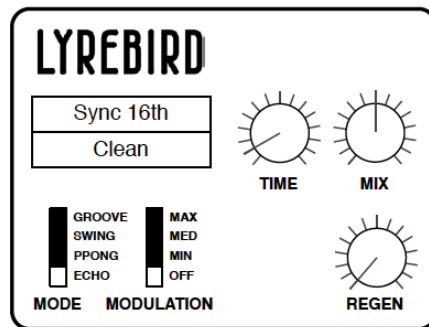 LYREBIRD
Sync 16th
Clean
TIME MIX
GROOVE MAX
SWING MED
PPONG MIN
ECHO OFF
MODE MODULATION REGEN